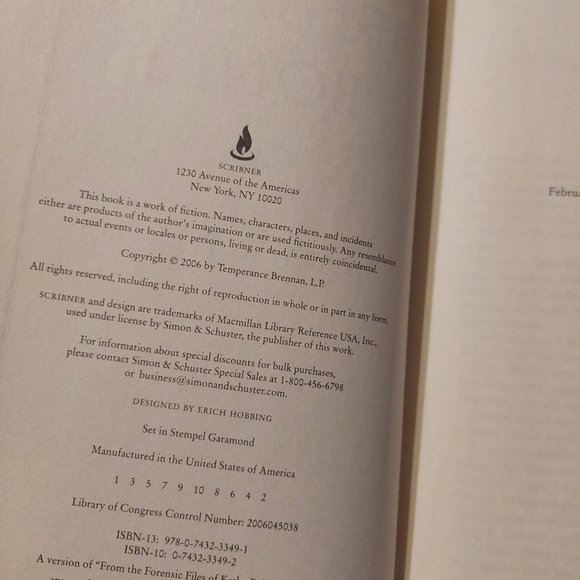 SCRIBNER
1230 Avenue of the Americas
New York, NY 10020
This book is a work of fiction. Names, characters, places, and incidents
either are products of the author's imagination or are used fictitiously. Any resemblance
to actual events or locales or persons, living or dead, is entirely coincidental.
Copyright © 2006 by Temperance Brennan, L.P.
All rights reserved, including the right of reproduction in whole or in part in any form.
SCRIBNER and design are trademarks of Macmillan Library Reference USA, Inc.,
used under license by Simon & Schuster, the publisher of this work.
For information about special discounts for bulk purchases,
please contact Simon & Schuster Special Sales at 1-800-456-6798
or business@simonandschuster.com.
DESIGNED BY ERICH HOBBING
Set in Stempel Garamond
Manufactured in the United States of America
1 3 5 7 9 10 8 6 4 2
Library of Congress Control Number: 2006045038
ISBN-13: 978-0-7432-3349-1
ISBN-10: 0-7432-3349-2
A version of "From the Forensic Files of
Februa